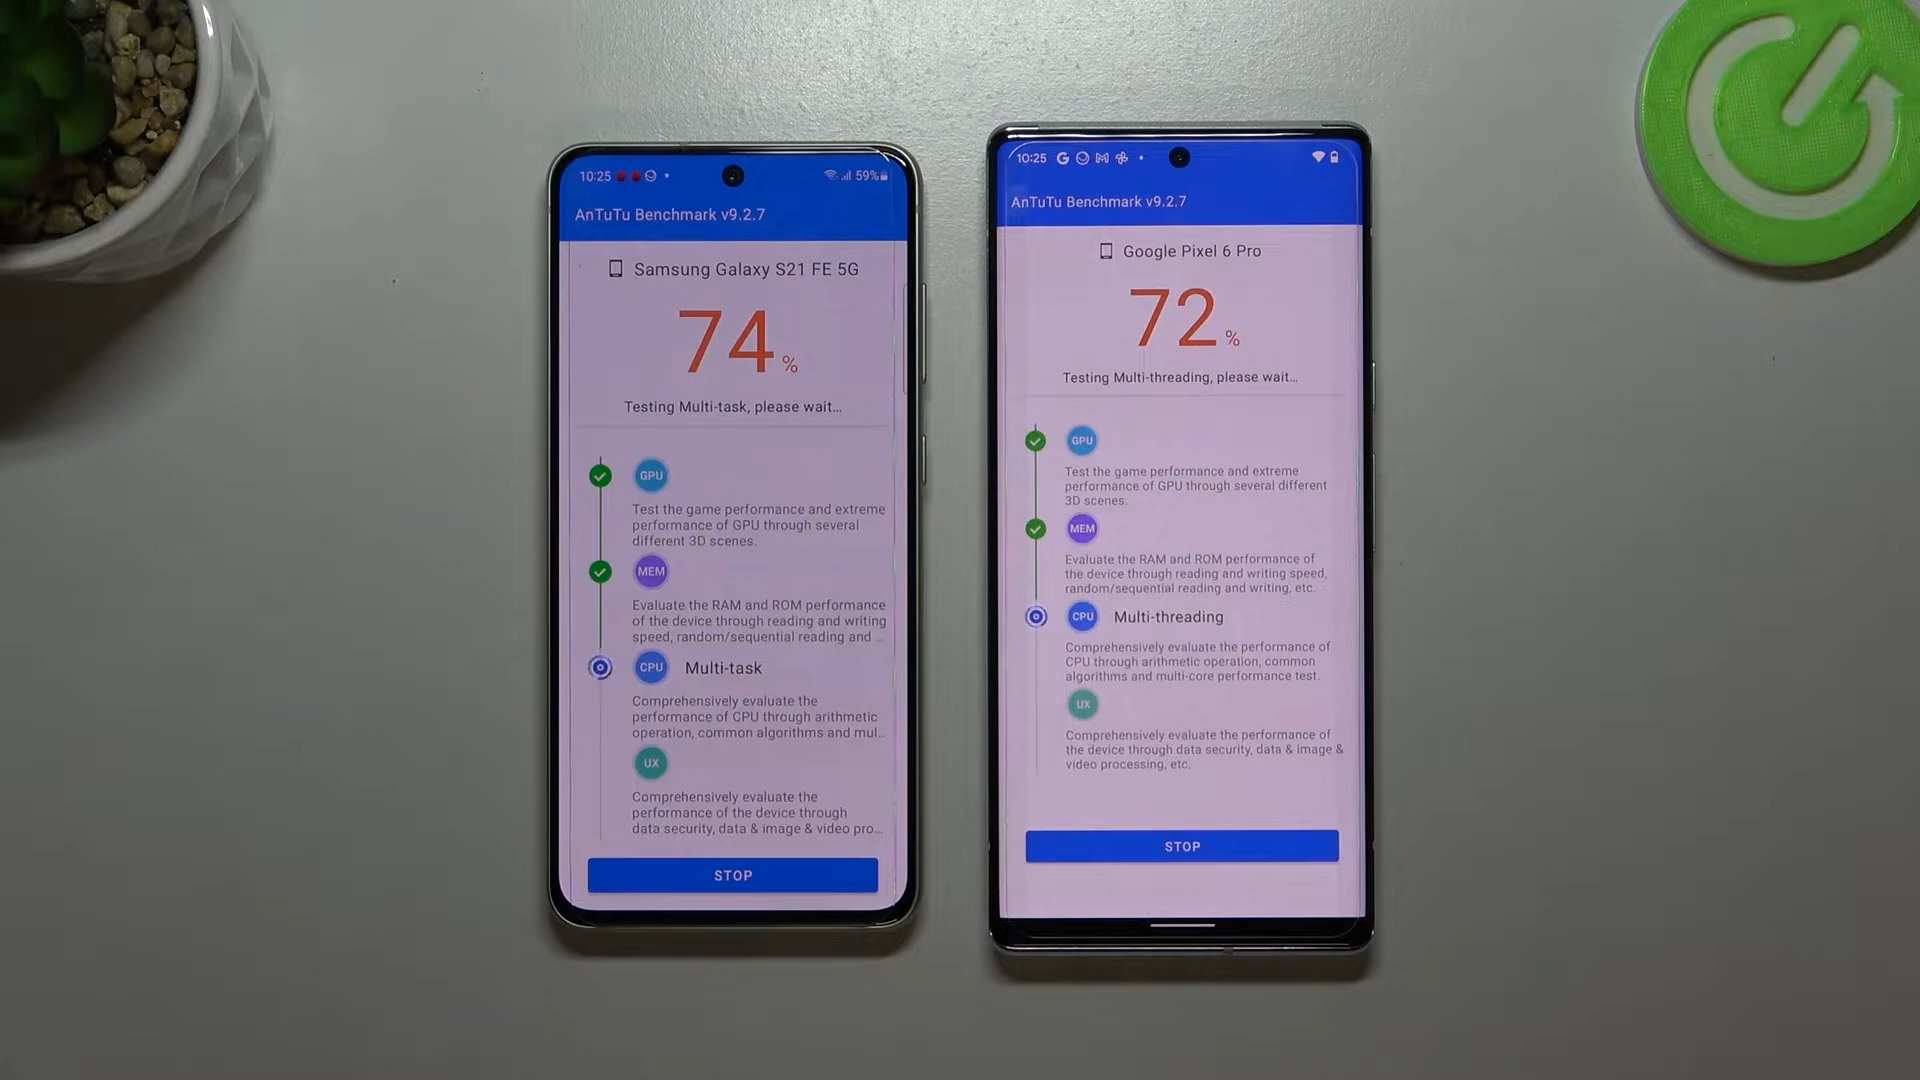 10:25
59%
AnTuTu Benchmark v9.2.7
Samsung Galaxy S21 FE 5G
74%
Testing Multi-task, please wait...
GPU
Test the game performance and extreme
performance of GPU through several
different 3D scenes.
MEM
Evaluate the RAM and ROM performance
of the device through reading and writing
speed, random/sequential reading and ...
CPU Multi-task
Comprehensively evaluate the
performance of CPU through arithmetic
operation, common algorithms and mul...
UX
Comprehensively evaluate the
performance of the device through
data security, data & image & video pro...
STOP
10:25 G M
AnTuTu Benchmark v9.2.7
Google Pixel 6 Pro
72%
Testing Multi-threading, please wait...
GPU
Test the game performance and extreme
performance of GPU through several different
3D scenes.
MEM
Evaluate the RAM and ROM performance of
the device through reading and writing speed,
random/sequential reading and writing, etc.
CPU Multi-threading
Comprehensively evaluate the performance of
CPU through arithmetic operation, common
algorithms and multi-core performance test.
UX
Comprehensively evaluate the performance of
the device through data security, data & image &
video processing, etc.
STOP